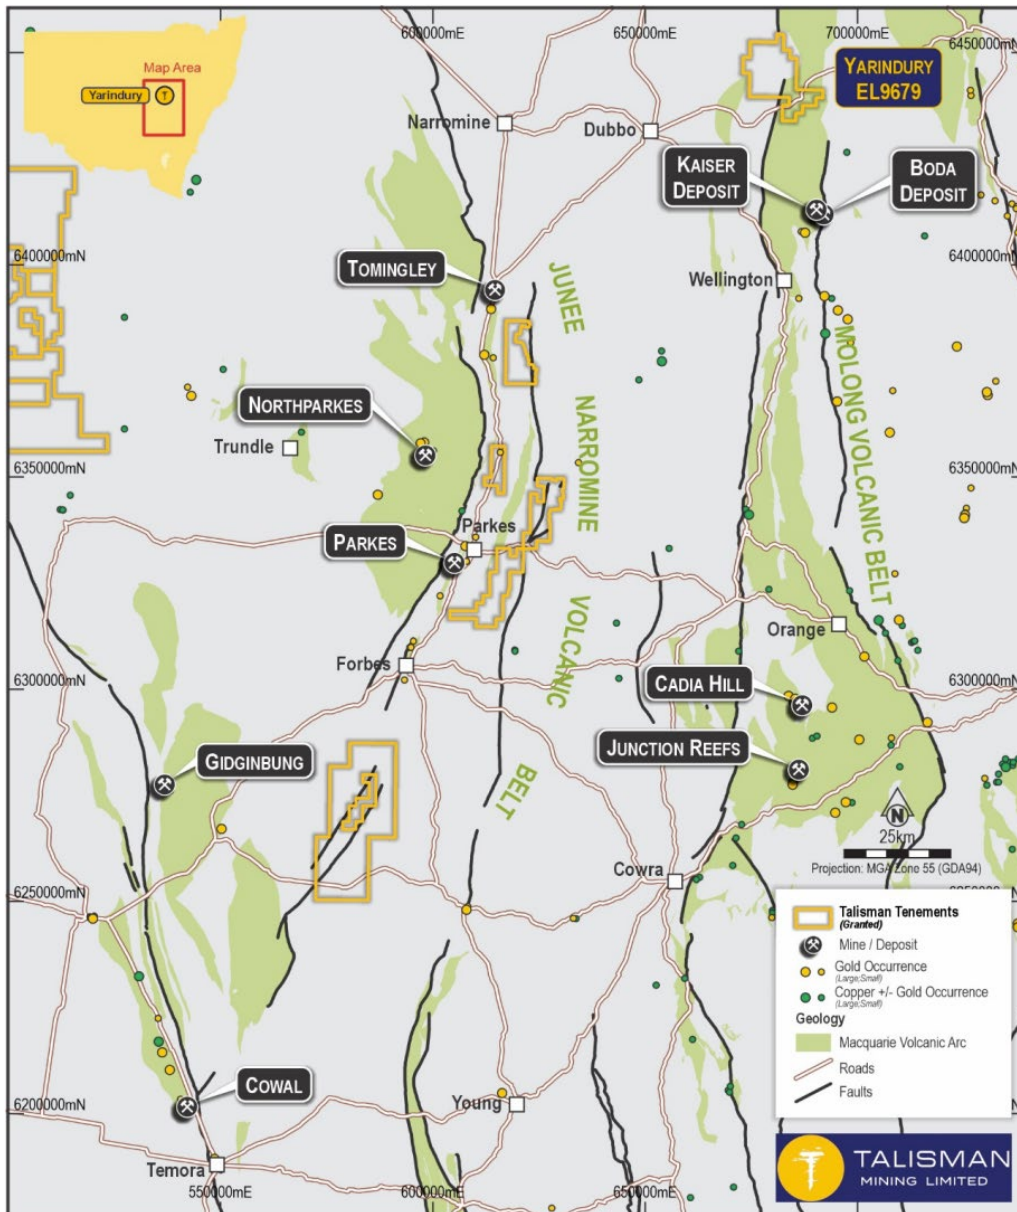 600000mE
650000mE
700000mE
6450000mN
Map Area
Yarindury
YARINDURY
EL9679
Narromine
Dubbo
KAISER
DEPOSIT
BODA
DEPOSIT
6400000mN
6400000mN
TOMINGLEY
JUNEE
Wellington
MOLONG VOLCANIC BELT
NORTHPARKES
NARROMINE
Trundle
6350000mN
6350000mN
Parkes
PARKES
VOLCANIC
Orange
Forbes
6300000mN
6300000mN
CADIA HILL
JUNCTION REEFS
GIDGINBUNG
BELT
N
25km
Projection: MGA Zone 55 (GDA94)
Cowra
6250000mN
Talisman Tenements
(Granted)
Mine / Deposit
Gold Occurrence
(Large;Small)
Copper +/- Gold Occurrence
(Large;Small)
Geology
Macquarie Volcanic Arc
Roads
Faults
COWAL
Young
6200000mN
Temora
550000mE
600000mE
650000mE
TALISMAN
MINING LIMITED